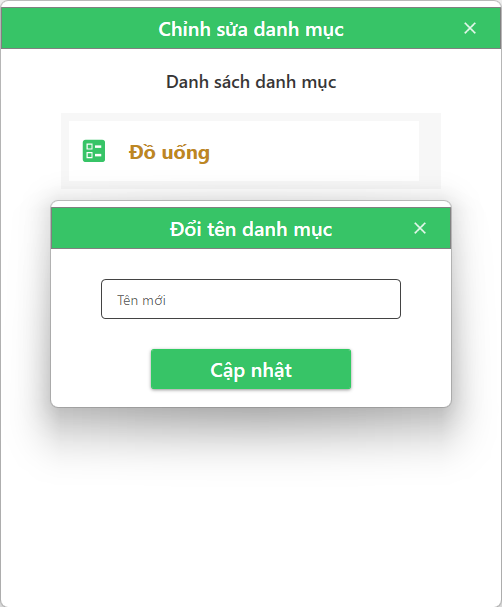 Chỉnh sửa danh mục
Danh sách danh mục
Đồ uống
Đổi tên danh mục
Tên mới
Cập nhật